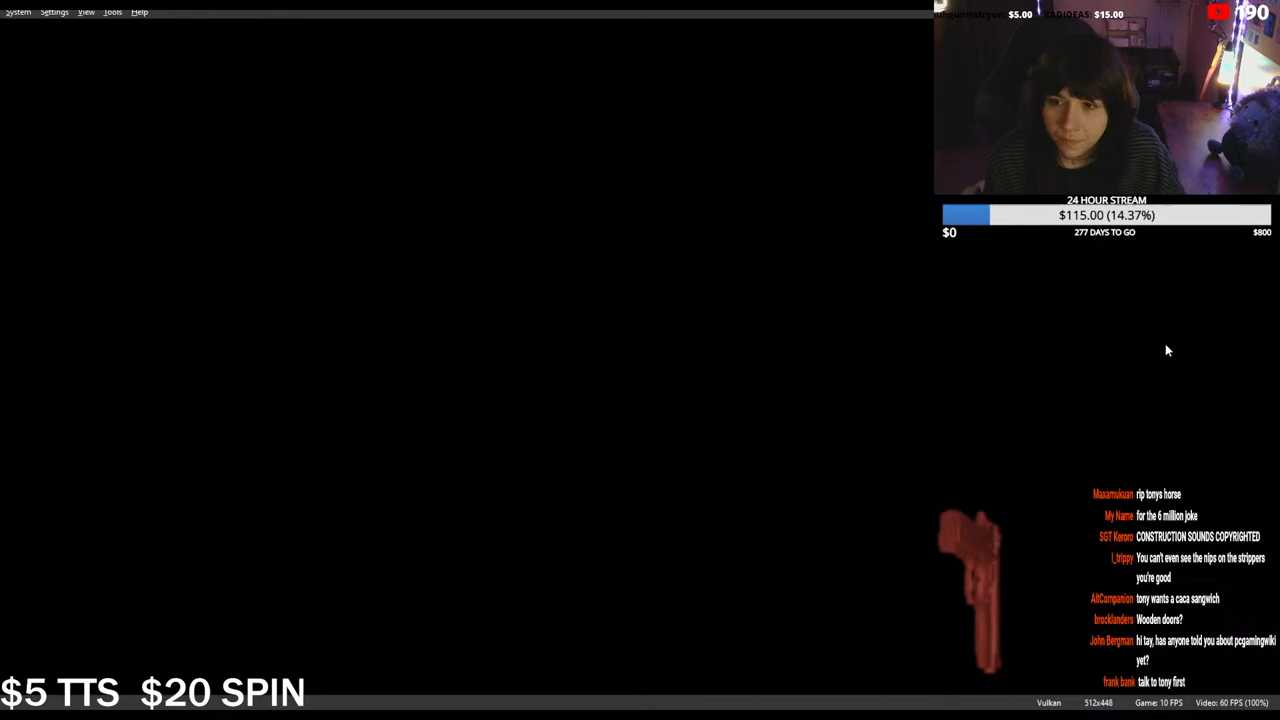 System Settings View Tools Help
$5.00 BADIDEAS: $15.00
190
24 HOUR STREAM
$115.00 (14.37%)
$0 277 DAYS TO GO $800
Maxamukuan rip tonys horse
My Name for the 6 million joke
SGT Keroro CONSTRUCTION SOUNDS COPYRIGHTED
I_trippy You can't even see the nips on the strippers
you're good
AltCompanion tony wants a caca sangwich
brocklanders Wooden doors?
John Bergman hi tay, has anyone told you about pcgamingwiki
yet?
frank bank talk to tony first
$5 TTS $20 SPIN
Vulkan 512x448 Game: 10 FPS Video: 60 FPS (100%)